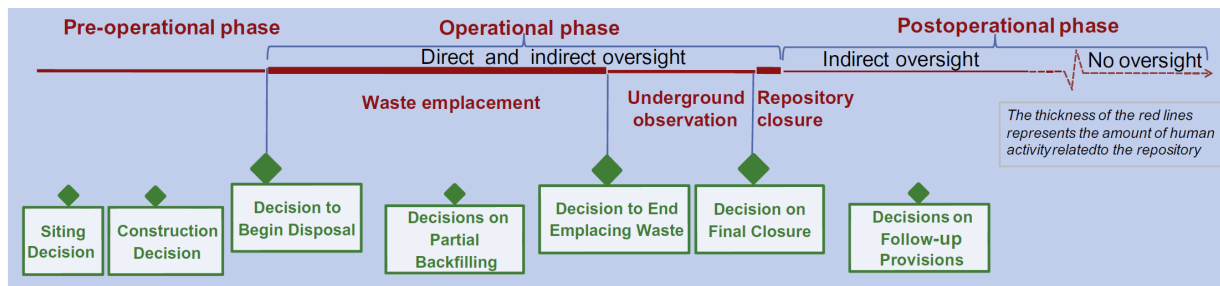 Pre-operational phase
Operational phase
Postoperational phase
Direct and indirect oversight
Indirect oversight
No oversight
Waste emplacement
Underground
observation
Repository
closure
The thickness of the red lines
represents the amount of human
activity relatedto the repository
Siting
Decision
Construction
Decision
Decision to
Begin Disposal
Decisions on
Partial
Backfilling
Decision to End
Emplacing Waste
Decision on
Final Closure
Decisions on
Follow-up
Provisions